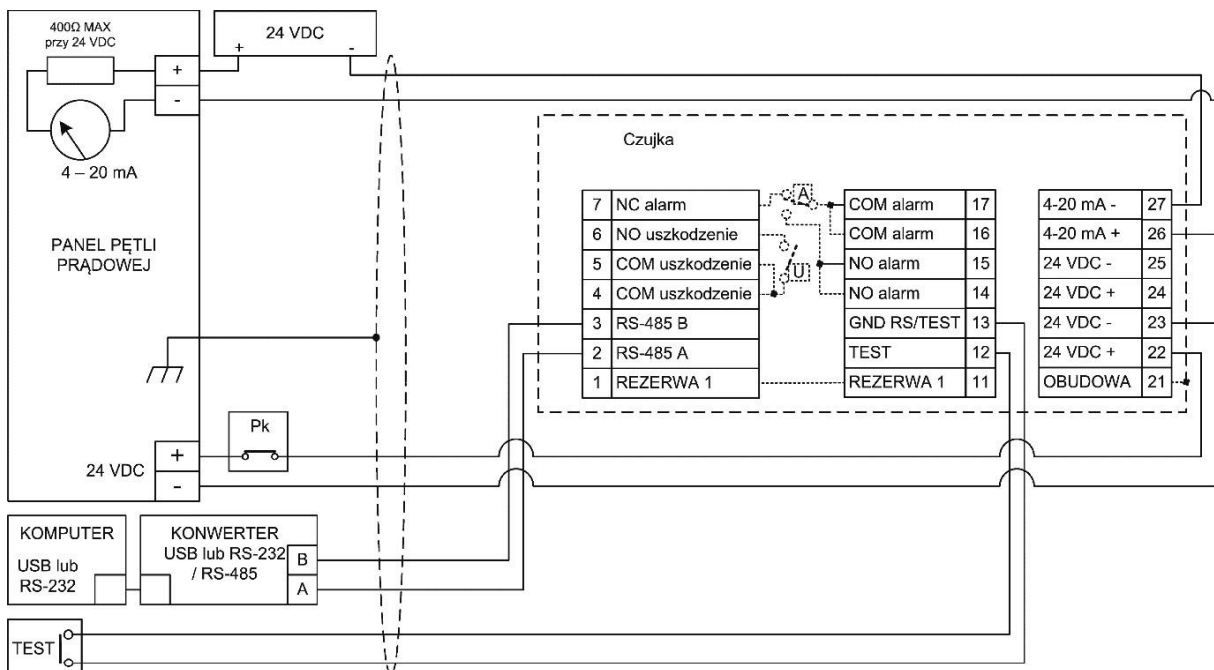 400Ω MAX
przy 24 VDC
+
-
4 – 20 mA
PANEL PĘTLI
PRĄDOWEJ
24 VDC
+
-
24 VDC
+ -
Pk
Czujka
7 NC alarm
6 NO uszkodzenie
5 COM uszkodzenie
4 COM uszkodzenie
3 RS-485 B
2 RS-485 A
1 REZERWA 1
A
U
COM alarm 17
COM alarm 16
NO alarm 15
NO alarm 14
GND RS/TEST 13
TEST 12
REZERWA 1 11
4-20 mA - 27
4-20 mA + 26
24 VDC - 25
24 VDC + 24
24 VDC - 23
24 VDC + 22
OBUDOWA 21
KOMPUTER
USB lub
RS-232
KONWERTER
USB lub RS-232
/ RS-485
B
A
TEST